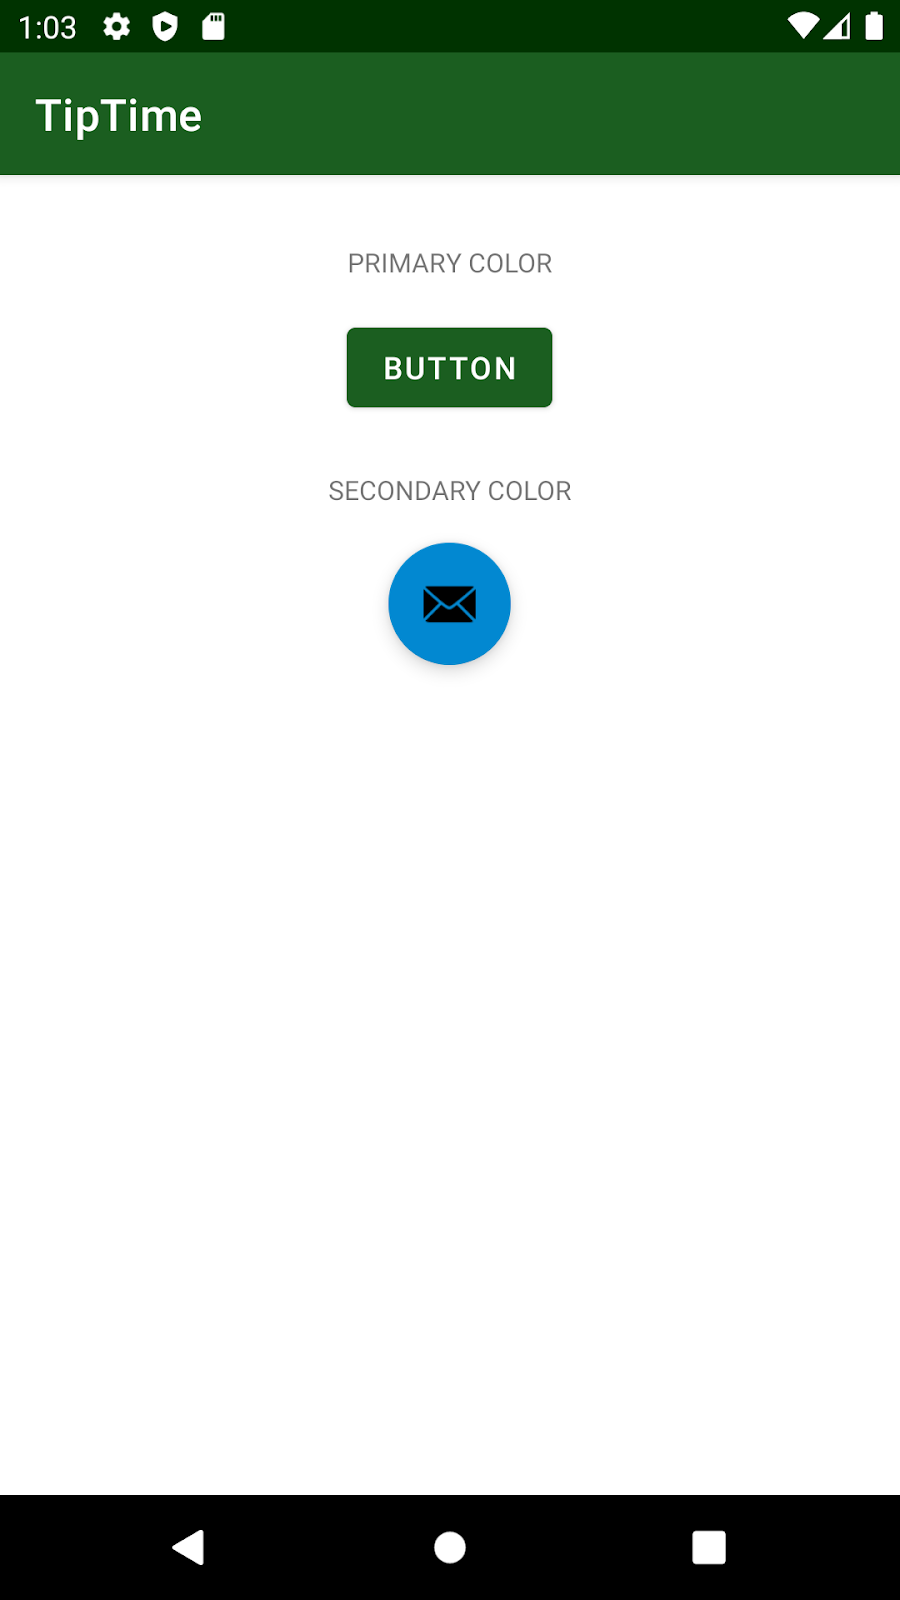 1:03
TipTime
PRIMARY COLOR
BUTTON
SECONDARY COLOR